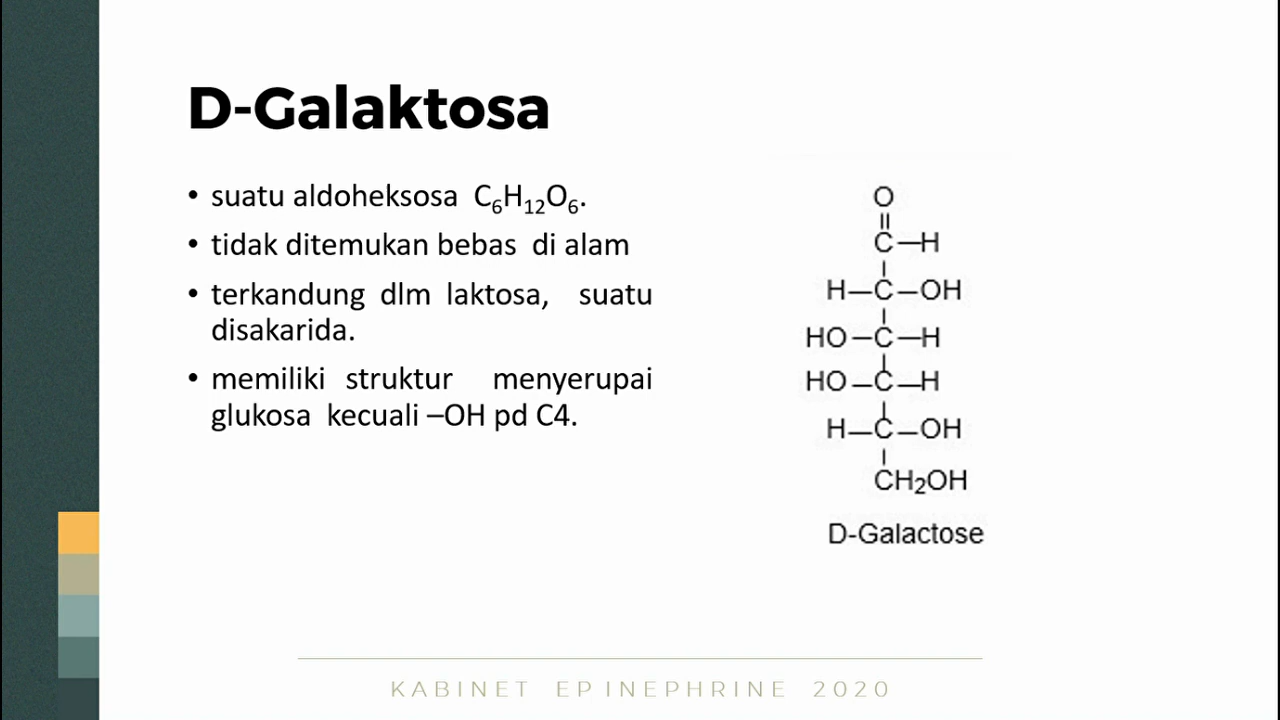 D-Galaktosa
• suatu aldoheksosa C₆H₁₂O₆.
• tidak ditemukan bebas di alam
• terkandung dlm laktosa, suatu
disakarida.
• memiliki struktur menyerupai
glukosa kecuali –OH pd C4.
O
C—H
H—C—OH
HO—C—H
HO—C—H
H—C—OH
CH₂OH
D-Galactose
KABINET EPINEPHRINE 2020